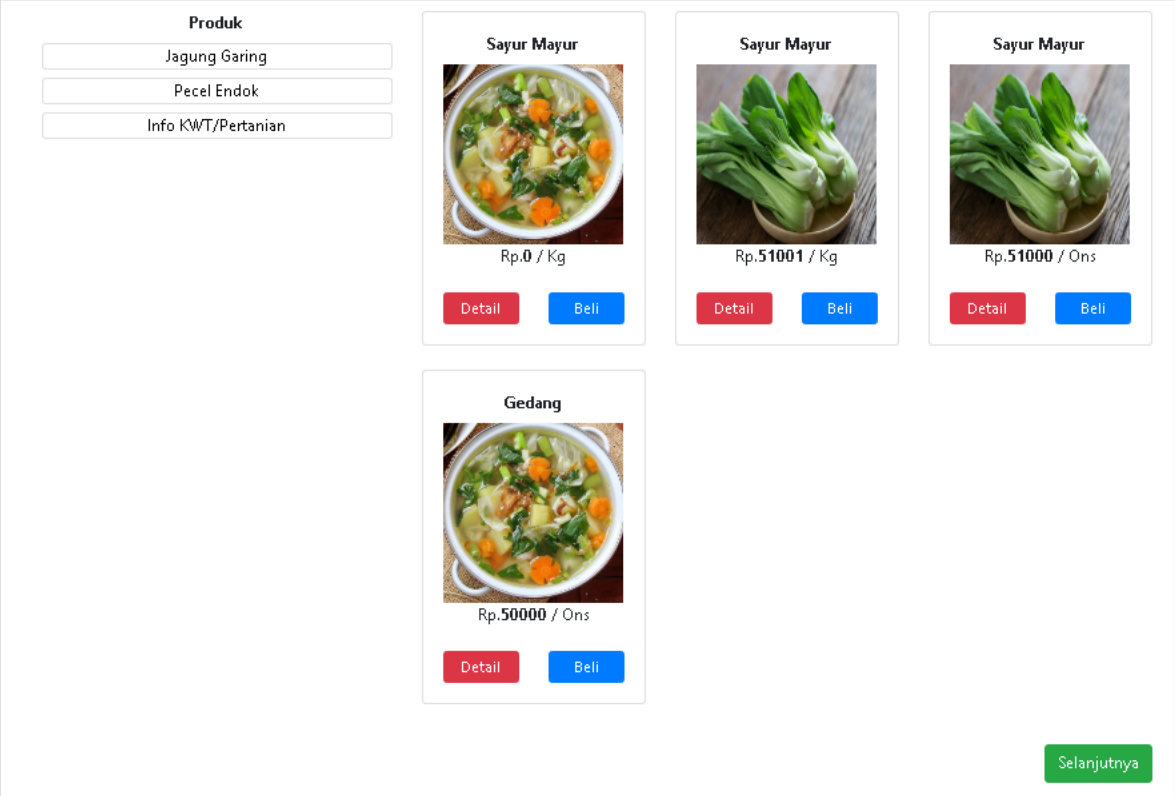 Produk
Jagung Garing
Pecel Endok
Info KWT/Pertanian
Sayur Mayur
Rp.0 / Kg
Detail
Beli
Sayur Mayur
Rp.51001 / Kg
Detail
Beli
Sayur Mayur
Rp.51000 / Ons
Detail
Beli
Gedang
Rp.50000 / Ons
Detail
Beli
Selanjutnya